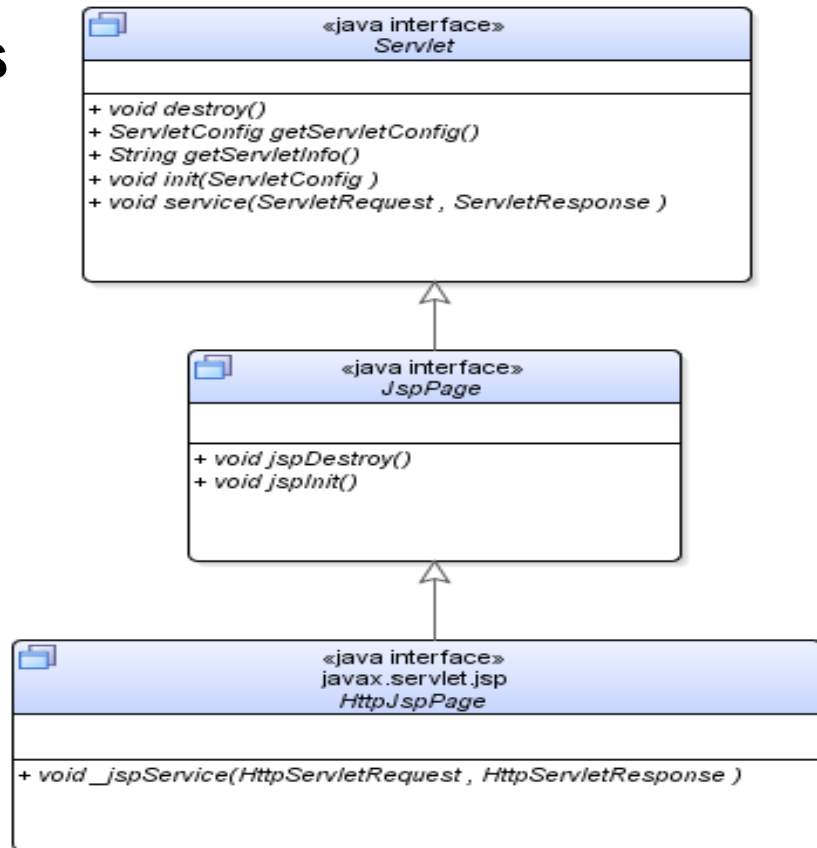 s
«java interface»
Servlet
+ void destroy()
+ ServletConfig getServletConfig()
+ String getServletInfo()
+ void init(ServletConfig )
+ void service(ServletRequest , ServletResponse )
«java interface»
JspPage
+ void jspDestroy()
+ void jspInit()
«java interface»
javax.servlet.jsp
HttpJspPage
+ void _jspService(HttpServletRequest , HttpServletResponse )